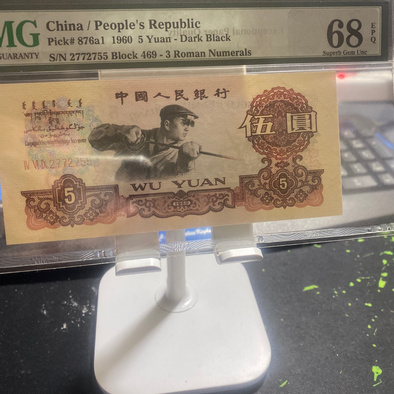 MG
GUARANTY
China / People's Republic
Pick# 876a1 1960 5 Yuan - Dark Black
S/N 2772755 Block 469 - 3 Roman Numerals
68
EPQ
Superb Gem Unc
中國人民銀行
伍圓
2772755
5
WU YUAN
5